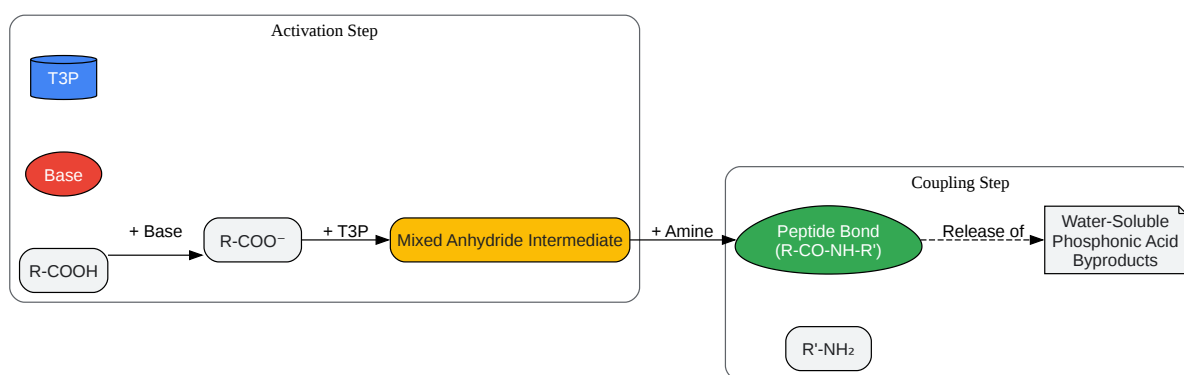 Activation Step
T3P
Base
R-COOH
+ Base
R-COO⁻
+ T3P
Mixed Anhydride Intermediate
+ Amine
Coupling Step
Peptide Bond
(R-CO-NH-R')
Release of
Water-Soluble
Phosphonic Acid
Byproducts
R'-NH₂